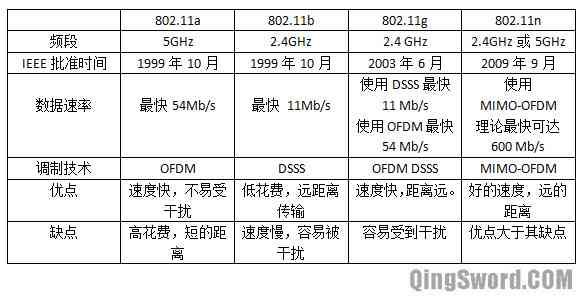 802.11a 802.11b 802.11g 802.11n
频段 5GHz 2.4GHz 2.4 GHz 2.4GHz 或 5GHz
IEEE 批准时间 1999 年 10 月 1999 年 10 月 2003 年 6 月 2009 年 9 月
数据速率 最快 54Mb/s 最快 11Mb/s 使用 DSSS 最快 使用
11 Mb/s MIMO-OFDM
使用 OFDM 最快 理论最快可达
54 Mb/s 600 Mb/s
调制技术 OFDM DSSS OFDM DSSS MIMO-OFDM
优点 速度快，不易受 低花费，远距离 速度快，距离远。 好的速度，远的
干扰 传输 距离
缺点 高花费，短的距 速度慢，容易被 容易受到干扰 优点大于其缺点
离 干扰
QingSword.com